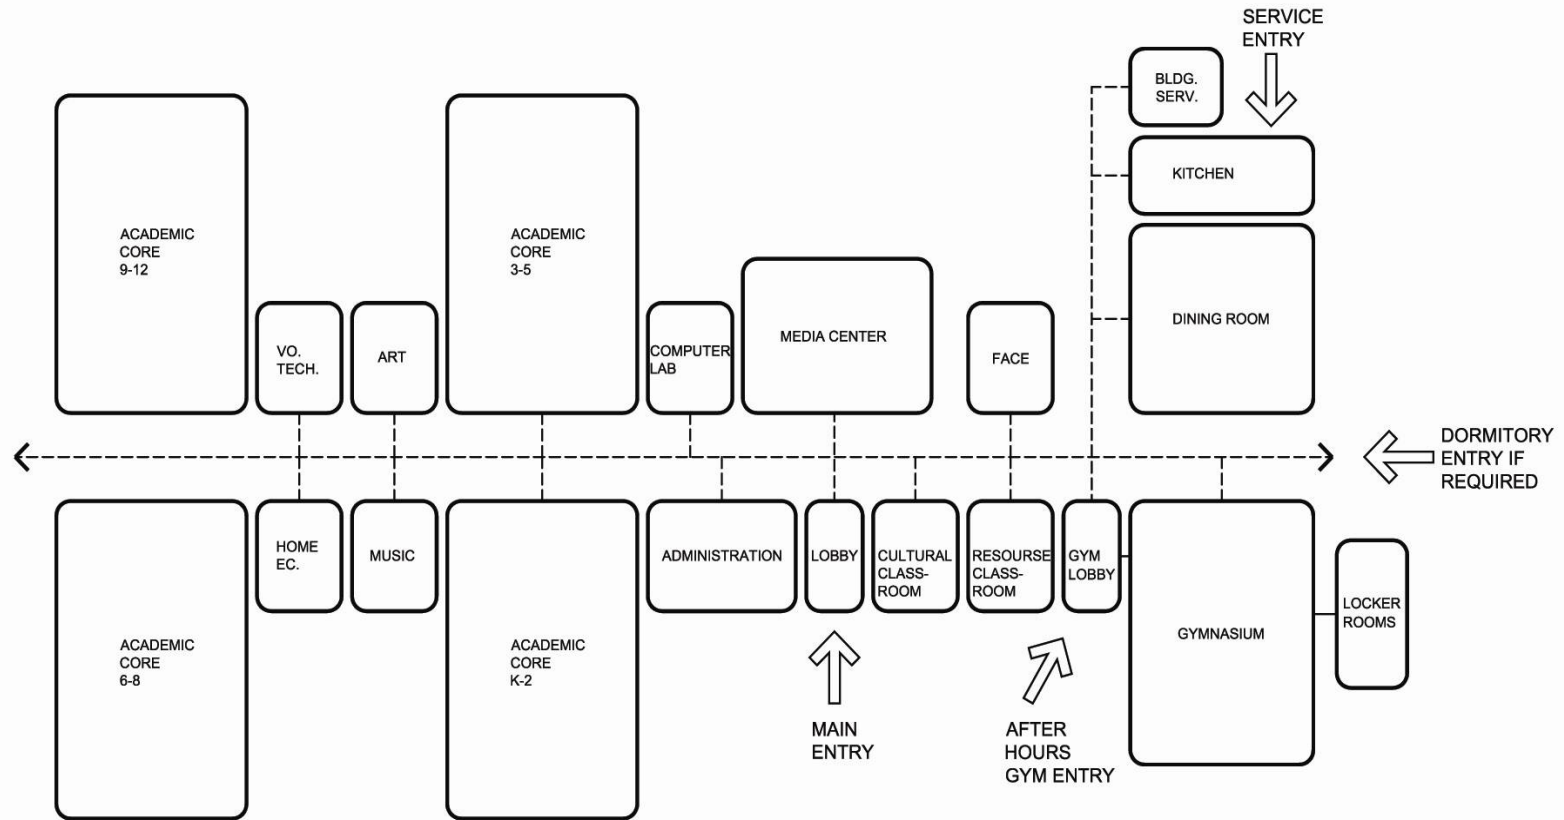 SERVICE
ENTRY
BLDG.
SERV.
KITCHEN
DINING ROOM
ACADEMIC
CORE
9-12
VO.
TECH.
ART
ACADEMIC
CORE
3-5
COMPUTER
LAB
MEDIA CENTER
FACE
DORMITORY
ENTRY IF
REQUIRED
ACADEMIC
CORE
6-8
HOME
EC.
MUSIC
ACADEMIC
CORE
K-2
ADMINISTRATION
LOBBY
CULTURAL
CLASS-
ROOM
RESOURSE
CLASS-
ROOM
GYM
LOBBY
GYMNASIUM
LOCKER
ROOMS
MAIN
ENTRY
AFTER
HOURS
GYM ENTRY